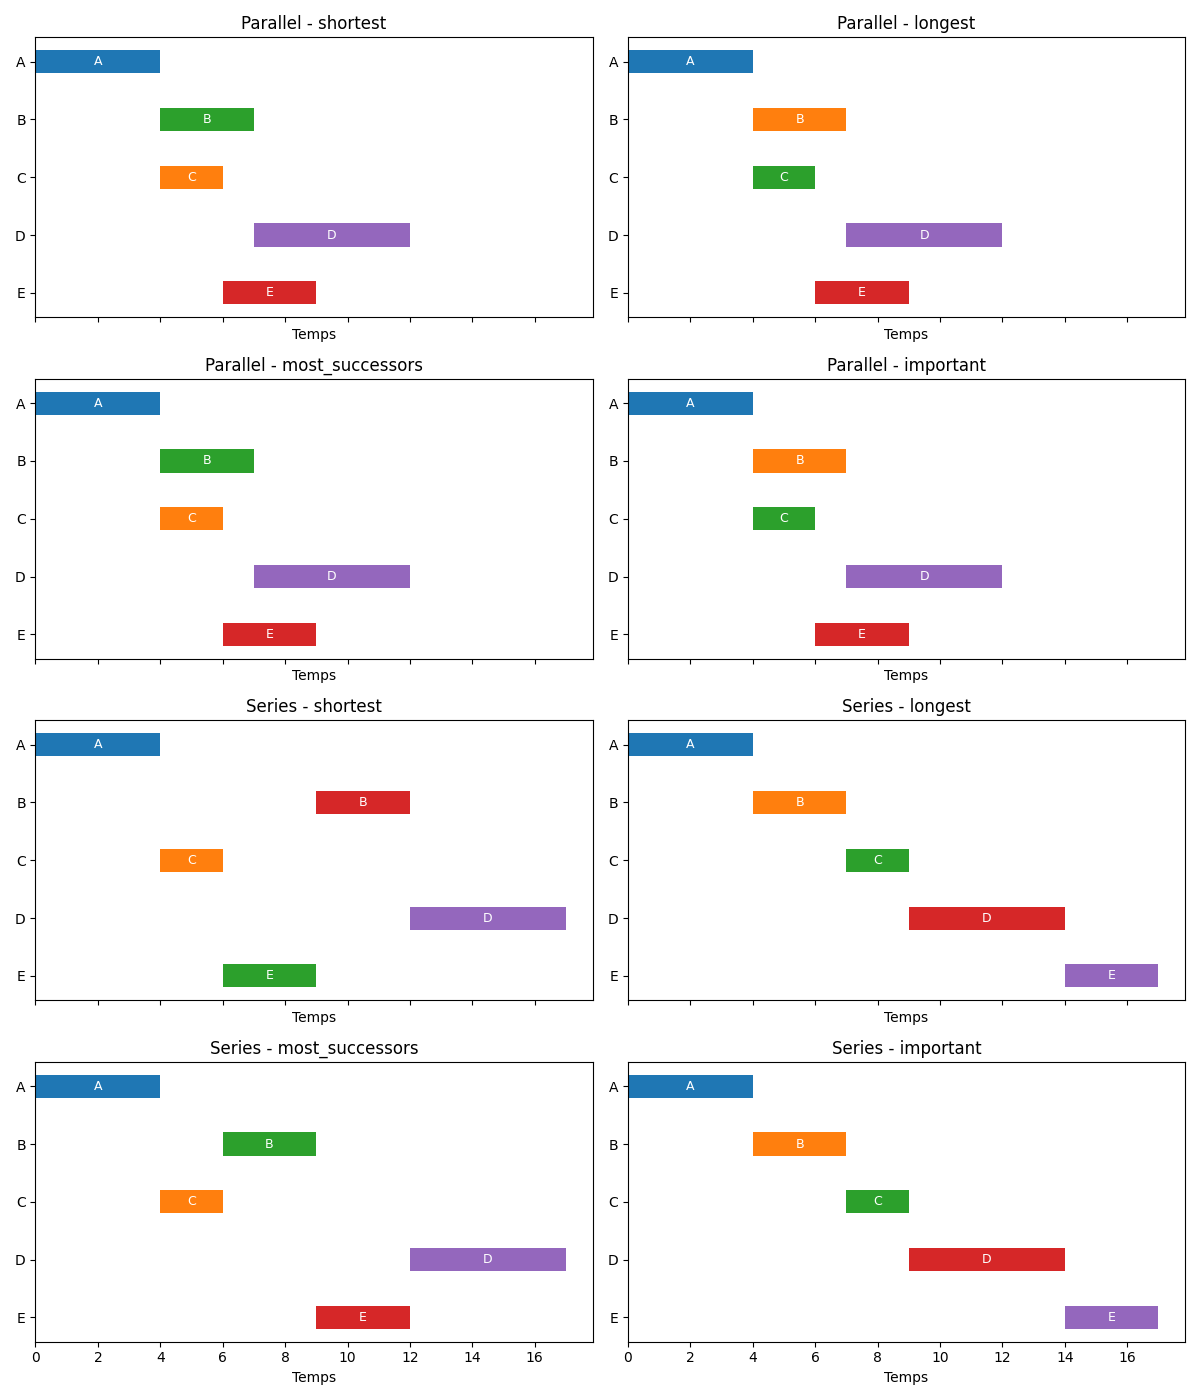 Parallel - shortest
A A
B B
C C
D D
E E
Temps
Parallel - longest
A A
B B
C C
D D
E E
Temps
Parallel - most_successors
A A
B B
C C
D D
E E
Temps
Parallel - important
A A
B B
C C
D D
E E
Temps
Series - shortest
A A
B B
C C
D D
E E
Temps
Series - longest
A A
B B
C C
D D
E E
Temps
Series - most_successors
A A
B B
C C
D D
E E
0 2 4 6 8 10 12 14 16
Temps
Series - important
A A
B B
C C
D D
E E
0 2 4 6 8 10 12 14 16
Temps